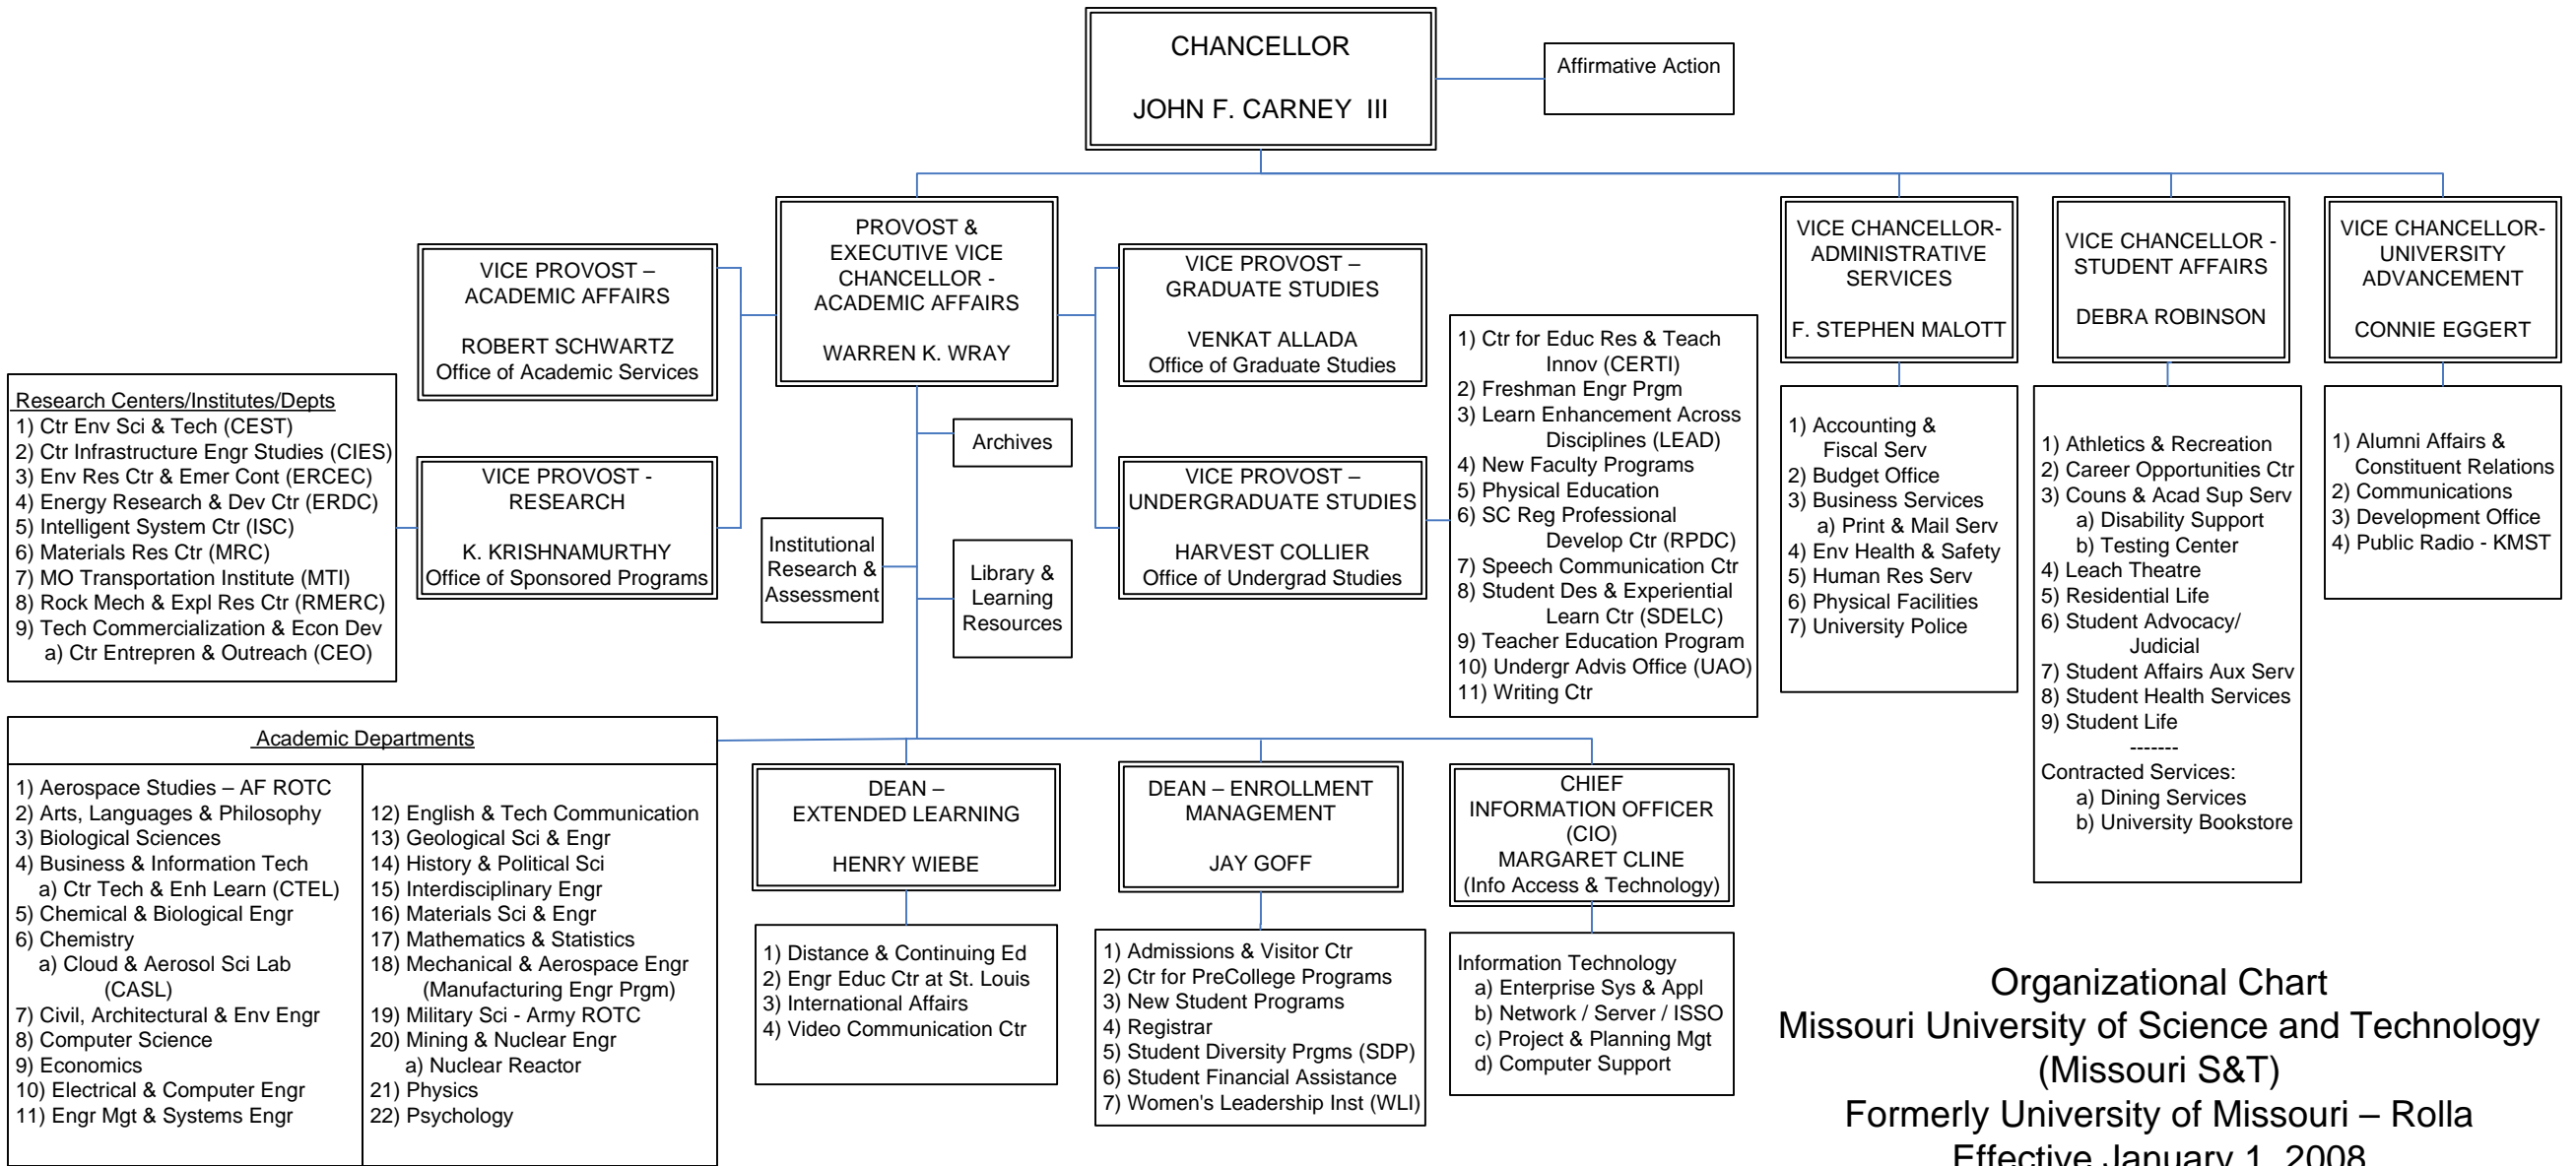 CHANCELLOR
JOHN F. CARNEY III
Affirmative Action
PROVOST &
EXECUTIVE VICE
CHANCELLOR -
ACADEMIC AFFAIRS
WARREN K. WRAY
VICE PROVOST –
ACADEMIC AFFAIRS
ROBERT SCHWARTZ
Office of Academic Services
VICE PROVOST -
RESEARCH
K. KRISHNAMURTHY
Office of Sponsored Programs
Research Centers/Institutes/Depts
1) Ctr Env Sci & Tech (CEST)
2) Ctr Infrastructure Engr Studies (CIES)
3) Env Res Ctr & Emer Cont (ERCEC)
4) Energy Research & Dev Ctr (ERDC)
5) Intelligent System Ctr (ISC)
6) Materials Res Ctr (MRC)
7) MO Transportation Institute (MTI)
8) Rock Mech & Expl Res Ctr (RMERC)
9) Tech Commercialization & Econ Dev
a) Ctr Entrepren & Outreach (CEO)
VICE PROVOST –
GRADUATE STUDIES
VENKAT ALLADA
Office of Graduate Studies
VICE PROVOST –
UNDERGRADUATE STUDIES
HARVEST COLLIER
Office of Undergrad Studies
1) Ctr for Educ Res & Teach
Innov (CERTI)
2) Freshman Engr Prgm
3) Learn Enhancement Across
Disciplines (LEAD)
4) New Faculty Programs
5) Physical Education
6) SC Reg Professional
Develop Ctr (RPDC)
7) Speech Communication Ctr
8) Student Des & Experiential
Learn Ctr (SDELC)
9) Teacher Education Program
10) Undergr Advis Office (UAO)
11) Writing Ctr
Archives
Institutional
Research &
Assessment
Library &
Learning
Resources
VICE CHANCELLOR-
ADMINISTRATIVE
SERVICES
F. STEPHEN MALOTT
1) Accounting &
Fiscal Serv
2) Budget Office
3) Business Services
a) Print & Mail Serv
4) Env Health & Safety
5) Human Res Serv
6) Physical Facilities
7) University Police
VICE CHANCELLOR -
STUDENT AFFAIRS
DEBRA ROBINSON
1) Athletics & Recreation
2) Career Opportunities Ctr
3) Couns & Acad Sup Serv
a) Disability Support
b) Testing Center
4) Leach Theatre
5) Residential Life
6) Student Advocacy/
Judicial
7) Student Affairs Aux Serv
8) Student Health Services
9) Student Life
-------
Contracted Services:
a) Dining Services
b) University Bookstore
VICE CHANCELLOR-
UNIVERSITY
ADVANCEMENT
CONNIE EGGERT
1) Alumni Affairs &
Constituent Relations
2) Communications
3) Development Office
4) Public Radio - KMST
Academic Departments
1) Aerospace Studies – AF ROTC
2) Arts, Languages & Philosophy
3) Biological Sciences
4) Business & Information Tech
a) Ctr Tech & Enh Learn (CTEL)
5) Chemical & Biological Engr
6) Chemistry
a) Cloud & Aerosol Sci Lab
(CASL)
7) Civil, Architectural & Env Engr
8) Computer Science
9) Economics
10) Electrical & Computer Engr
11) Engr Mgt & Systems Engr
12) English & Tech Communication
13) Geological Sci & Engr
14) History & Political Sci
15) Interdisciplinary Engr
16) Materials Sci & Engr
17) Mathematics & Statistics
18) Mechanical & Aerospace Engr
(Manufacturing Engr Prgm)
19) Military Sci - Army ROTC
20) Mining & Nuclear Engr
a) Nuclear Reactor
21) Physics
22) Psychology
DEAN –
EXTENDED LEARNING
HENRY WIEBE
1) Distance & Continuing Ed
2) Engr Educ Ctr at St. Louis
3) International Affairs
4) Video Communication Ctr
DEAN – ENROLLMENT
MANAGEMENT
JAY GOFF
1) Admissions & Visitor Ctr
2) Ctr for PreCollege Programs
3) New Student Programs
4) Registrar
5) Student Diversity Prgms (SDP)
6) Student Financial Assistance
7) Women's Leadership Inst (WLI)
CHIEF
INFORMATION OFFICER
(CIO)
MARGARET CLINE
(Info Access & Technology)
Information Technology
a) Enterprise Sys & Appl
b) Network / Server / ISSO
c) Project & Planning Mgt
d) Computer Support
Organizational Chart
Missouri University of Science and Technology
(Missouri S&T)
Formerly University of Missouri – Rolla
Effective January 1, 2008